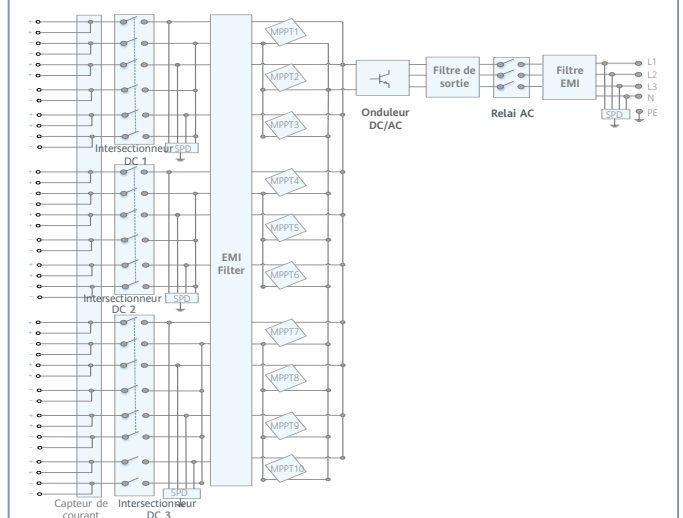 MPPT1
MPPT2
MPPT3
Intersectionneur
DC 1
SPD
MPPT4
MPPT5
MPPT6
EMI
Filter
Intersectionneur
DC 2
SPD
MPPT7
MPPT8
MPPT9
MPPT10
SPD
Capteur de
courant
Intersectionneur
DC 3
Onduleur
DC/AC
Filtre de
sortie
Relai AC
Filtre
EMI
SPD
L1
L2
L3
N
PE